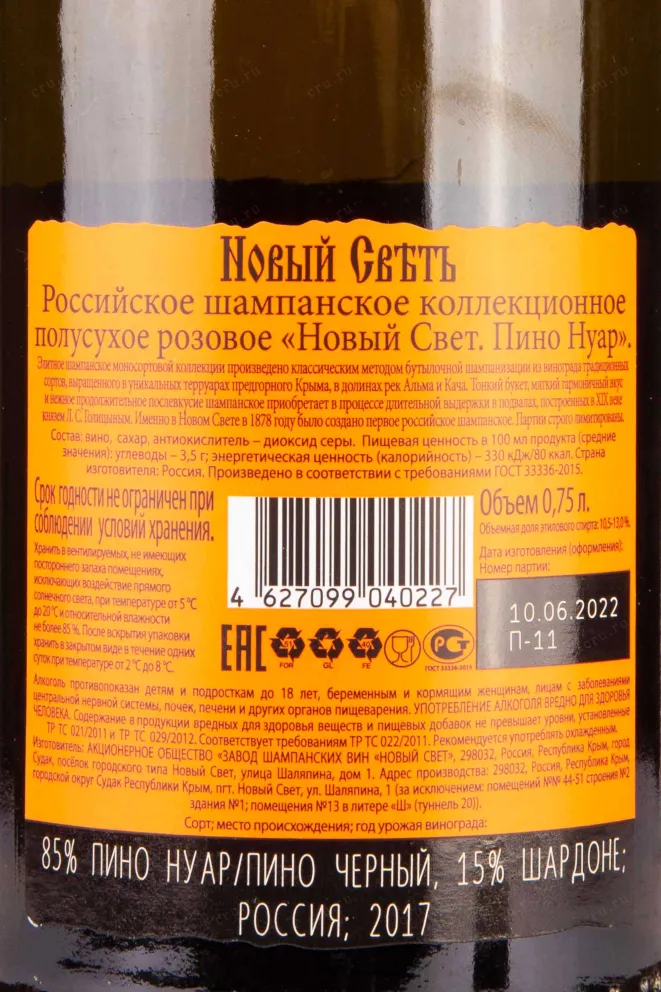 Новый Свѣтъ
Российское шампанское коллекционное
полусухое розовое «Новый Свет. Пино Нуар».
Элитное шампанское моносортовой коллекции произведено классическим методом бутылочной шампанизации из винограда традиционных
сортов, выращенного в уникальных терруарах предгорного Крыма, в долинах рек Альма и Кача. Тонкий букет, мягкий гармоничный вкус
и нежное продолжительное послевкусие шампанское приобретает в процессе длительной выдержки в подвалах, построенных в XIX веке
князем Л. С. Голицыным. Именно в Новом Свете в 1878 году было создано первое российское шампанское. Партии строго лимитированы.
Состав: вино, сахар, антиокислитель – диоксид серы. Пищевая ценность в 100 мл продукта (средние
значения): углеводы – 3,5 г; энергетическая ценность (калорийность) – 330 кДж/80 ккал. Страна
изготовителя: Россия. Произведено в соответствии с требованиями ГОСТ 33336-2015.
Срок годности не ограничен при
соблюдении условий хранения.
Хранить в вентилируемых, не имеющих
постороннего запаха помещениях,
исключающих воздействие прямого
солнечного света, при температуре от 5 °С
до 20 °С и относительной влажности
не более 85 %. После вскрытия упаковки
хранить в закрытом виде в течение одних
суток при температуре от 2 °С до 8 °С.
4 627099 040227
EAC
FOR
GL
FE
РСТ
ГОСТ 33336-2015
Объем 0,75 л.
Объемная доля этилового спирта: 10,5-13,0%.
Дата изготовления (оформления):
Номер партии:
10.06.2022
П-11
Алкоголь противопоказан детям и подросткам до 18 лет, беременным и кормящим женщинам, лицам с заболеваниями
центральной нервной системы, почек, печени и других органов пищеварения. УПОТРЕБЛЕНИЕ АЛКОГОЛЯ ВРЕДНО ДЛЯ ЗДОРОВЬЯ
ЧЕЛОВЕКА. Содержание в продукции вредных для здоровья веществ и пищевых добавок не превышает уровни, установленные
ТР ТС 021/2011 и ТР ТС 029/2012. Соответствует требованиям ТР ТС 022/2011. Рекомендуется употреблять охлажденным.
Изготовитель: АКЦИОНЕРНОЕ ОБЩЕСТВО «ЗАВОД ШАМПАНСКИХ ВИН «НОВЫЙ СВЕТ», 298032, Россия, Республика Крым, город
Судак, посёлок городского типа Новый Свет, улица Шаляпина, дом 1. Адрес производства: 298032, Россия, Республика Крым,
городской округ Судак Республики Крым, пгт. Новый Свет, ул. Шаляпина, 1 (за исключением: помещений №№ 44-51 строения №2
здания №1; помещения №13 в литере «Ш» (туннель 20)).
Сорт; место происхождения; год урожая винограда:
85% ПИНО НУАР/ПИНО ЧЕРНЫЙ, 15% ШАРДОНЕ;
РОССИЯ; 2017